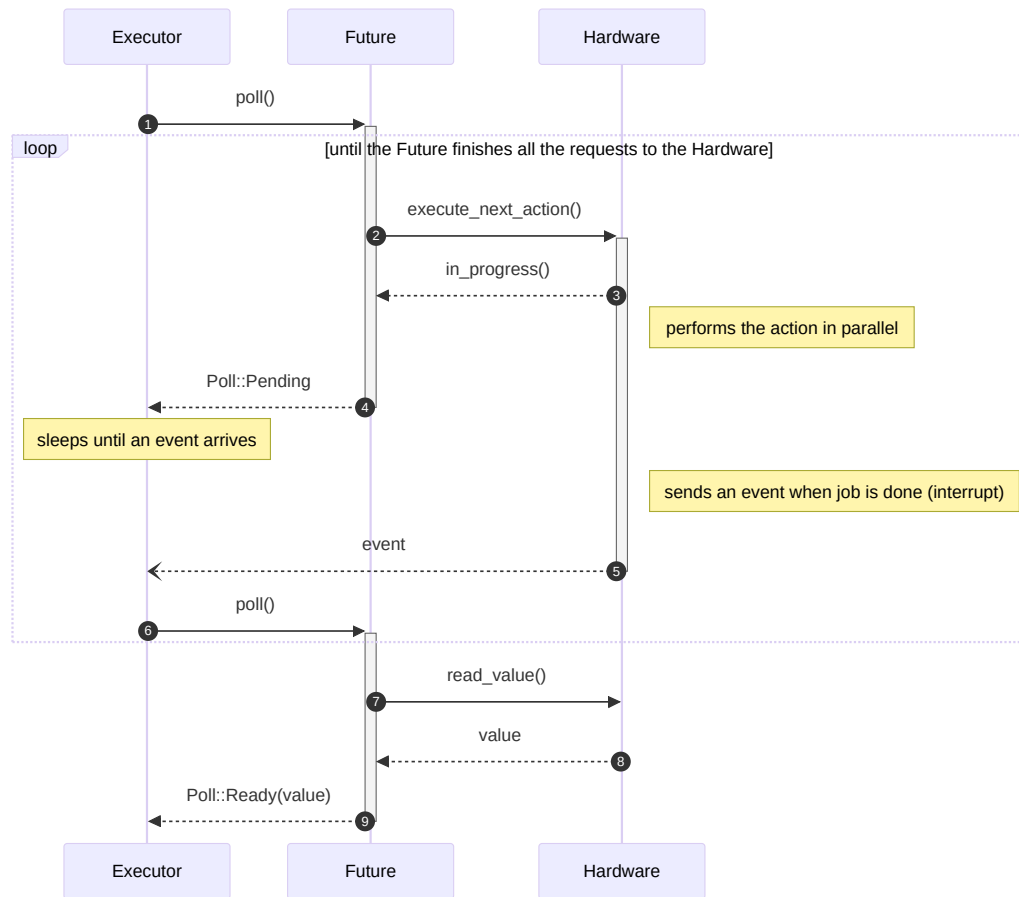 Executor
Future
Hardware
poll()
1
loop
[until the Future finishes all the requests to the Hardware]
execute_next_action()
2
in_progress()
3
performs the action in parallel
Poll::Pending
4
sleeps until an event arrives
sends an event when job is done (interrupt)
event
5
poll()
6
read_value()
7
value
8
Poll::Ready(value)
9
Executor
Future
Hardware